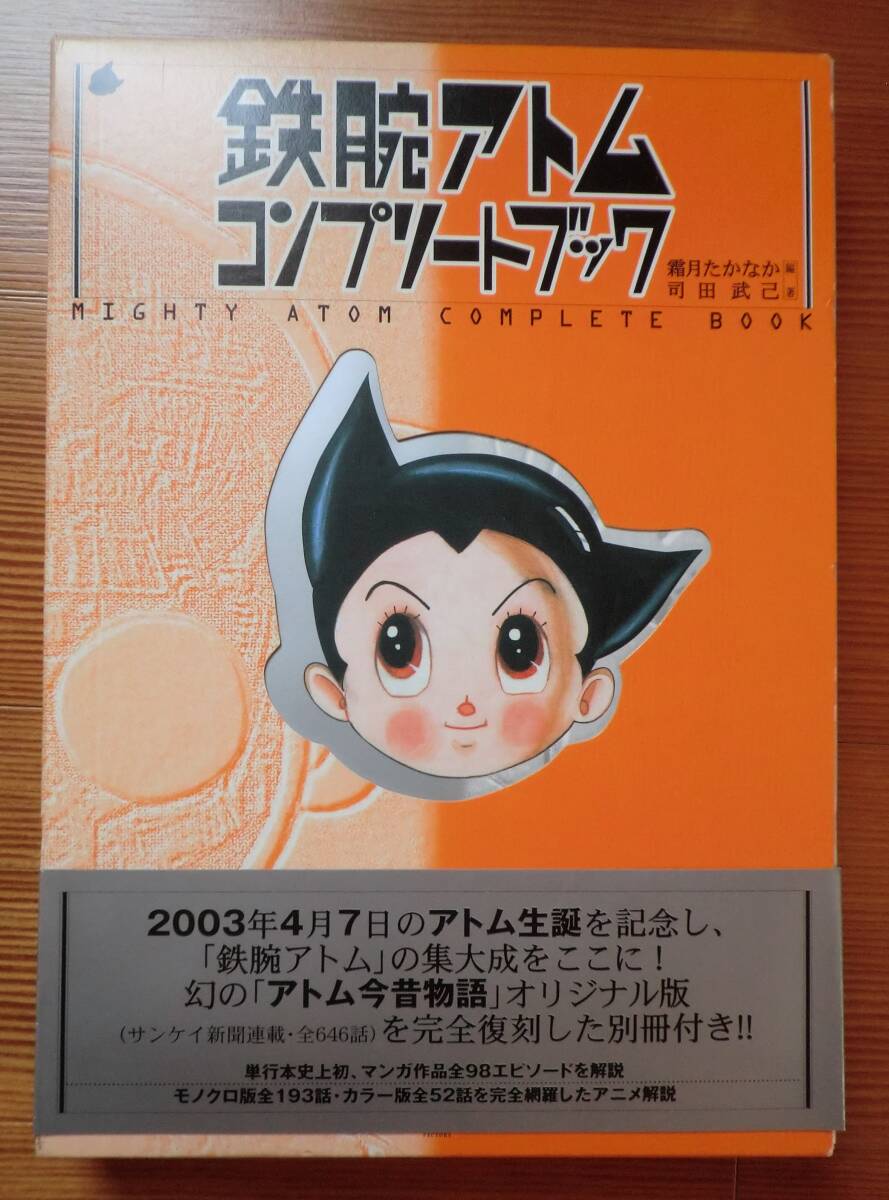 鉄腕アトム
コンプリートブック
霜月たかなか 編
司田武己 著
MIGHTY ATOM COMPLETE BOOK
2003年4月7日のアトム生誕を記念し、
「鉄腕アトム」の集大成をここに!
幻の「アトム今昔物語」オリジナル版
(サンケイ新聞連載・全646話)を完全復刻した別冊付き!!
単行本史上初、マンガ作品全98エピソードを解説
モノクロ版全193話・カラー版全52話を完全網羅したアニメ解説
FACTORY